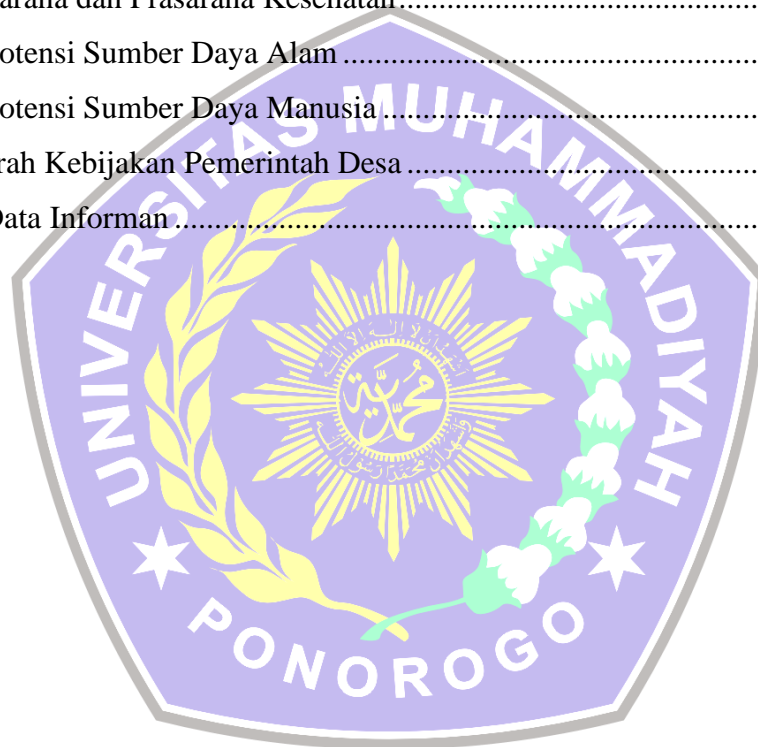 arana dan Prasarana Kesehatan........................................................
otensi Sumber Daya Alam ................................................................
otensi Sumber Daya Manusia ..........................................................
rah Kebijakan Pemerintah Desa .......................................................
Data Informan ...................................................................................
UNIVERSITAS MUHAMMADIYAH
محمدية
PONOROGO